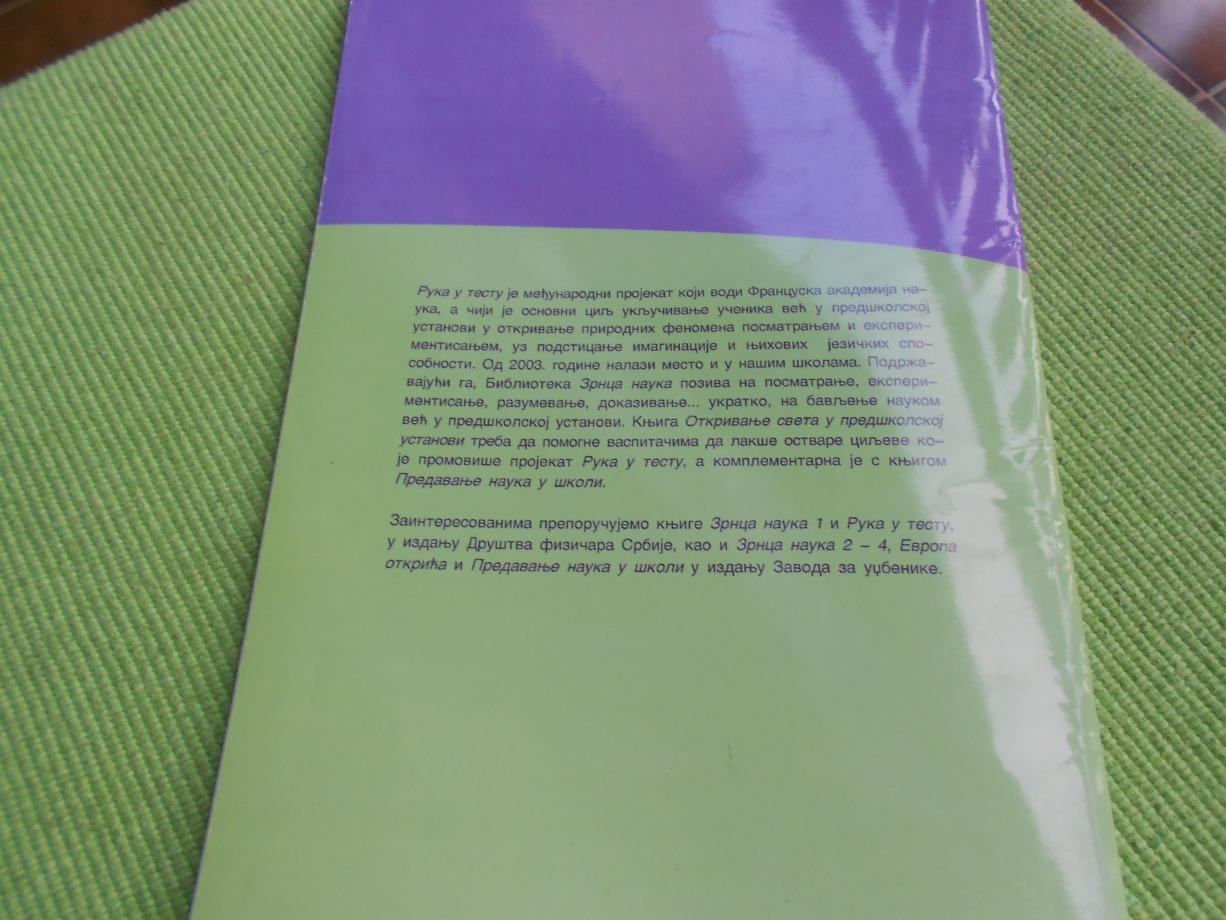 Рука у тесту је међународни пројекат који води Француска академија на–
ука, а чији је основни циљ укључивање ученика већ у предшколској
установи у откривање природних феномена посматрањем и експери–
ментисањем, уз подстицање имагинације и њихових језичких спо–
собности. Од 2003. године налази место и у нашим школама. Подржа–
вајући га, Библиотека Зрнца наука позива на посматрање, експери–
ментисање, разумевање, доказивање... укратко, на бављење науком
већ у предшколској установи. Књига Откривање света у предшколској
установи треба да помогне васпитачима да лакше остваре циљеве ко–
је промовише пројекат Рука у тесту, а комплементарна је с књигом
Предавање наука у школи.
Заинтересованима препоручујемо књиге Зрнца наука 1 и Рука у тесту,
у издању Друштва физичара Србије, као и Зрнца наука 2 – 4, Европа
открића и Предавање наука у школи у издању Завода за уџбенике.